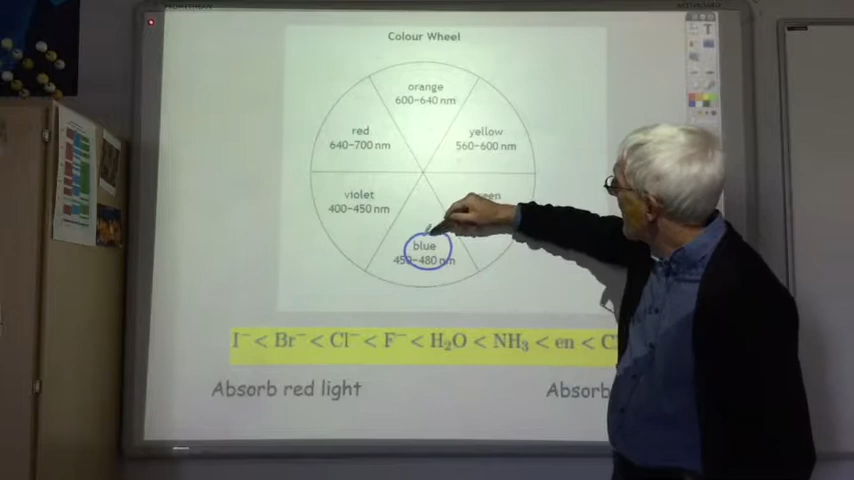 Colour Wheel
orange
600-640 nm
red
640-700 nm
yellow
560-600 nm
violet
400-450 nm
blue
450-480 nm
I⁻ < Br⁻ < Cl⁻ < F⁻ < H₂O < NH₃ < en < C
Absorb red light
Absorb